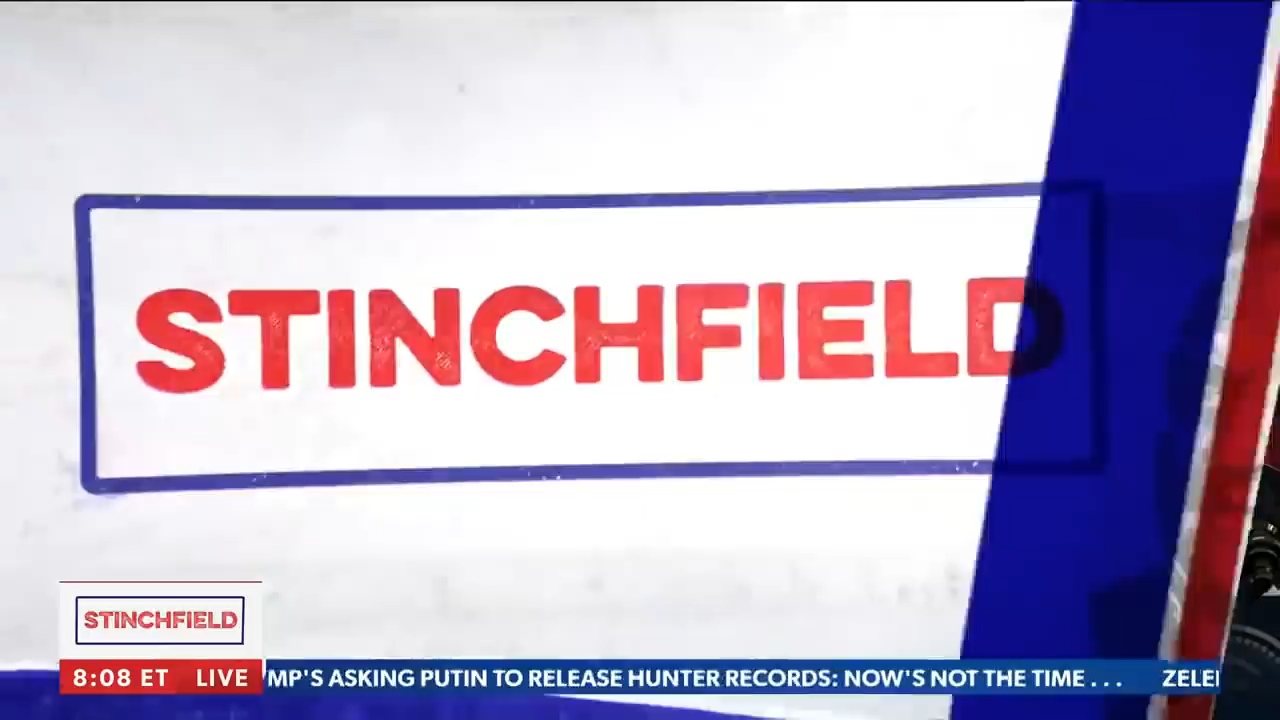 STINCHFIELD
STINCHFIELD
8:08 ET LIVE MP'S ASKING PUTIN TO RELEASE HUNTER RECORDS: NOW'S NOT THE TIME . . .